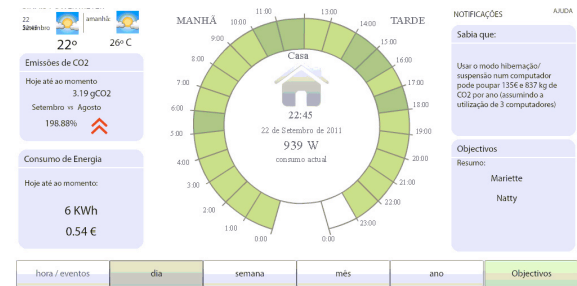 22
Setembro
amanhã:
22º
26º C
Emissões de CO2
Hoje até ao momento
3.19 gCO2
Setembro vs Agosto
198.88%
Consumo de Energia
Hoje até ao momento:
6 KWh
0.54 €
MANHÃ
TARDE
11:00
13:00
10:00
14:00
9:00
15:00
8:00
16:00
7:00
17:00
6:00
18:00
5:00
19:00
4:00
20:00
3:00
21:00
2:00
22:00
1:00
23:00
0:00
0:00
Casa
22:45
22 de Setembro de 2011
939 W
consumo actual
NOTIFICAÇÕES
AJUDA
Sabia que:
Usar o modo hibernação/
suspensão num computador
pode poupar 135€ e 837 kg de
CO2 por ano (assumindo a
utilização de 3 computadores)
Objectivos
Resumo:
Mariette
Natty
hora / eventos
dia
semana
mês
ano
Objectivos